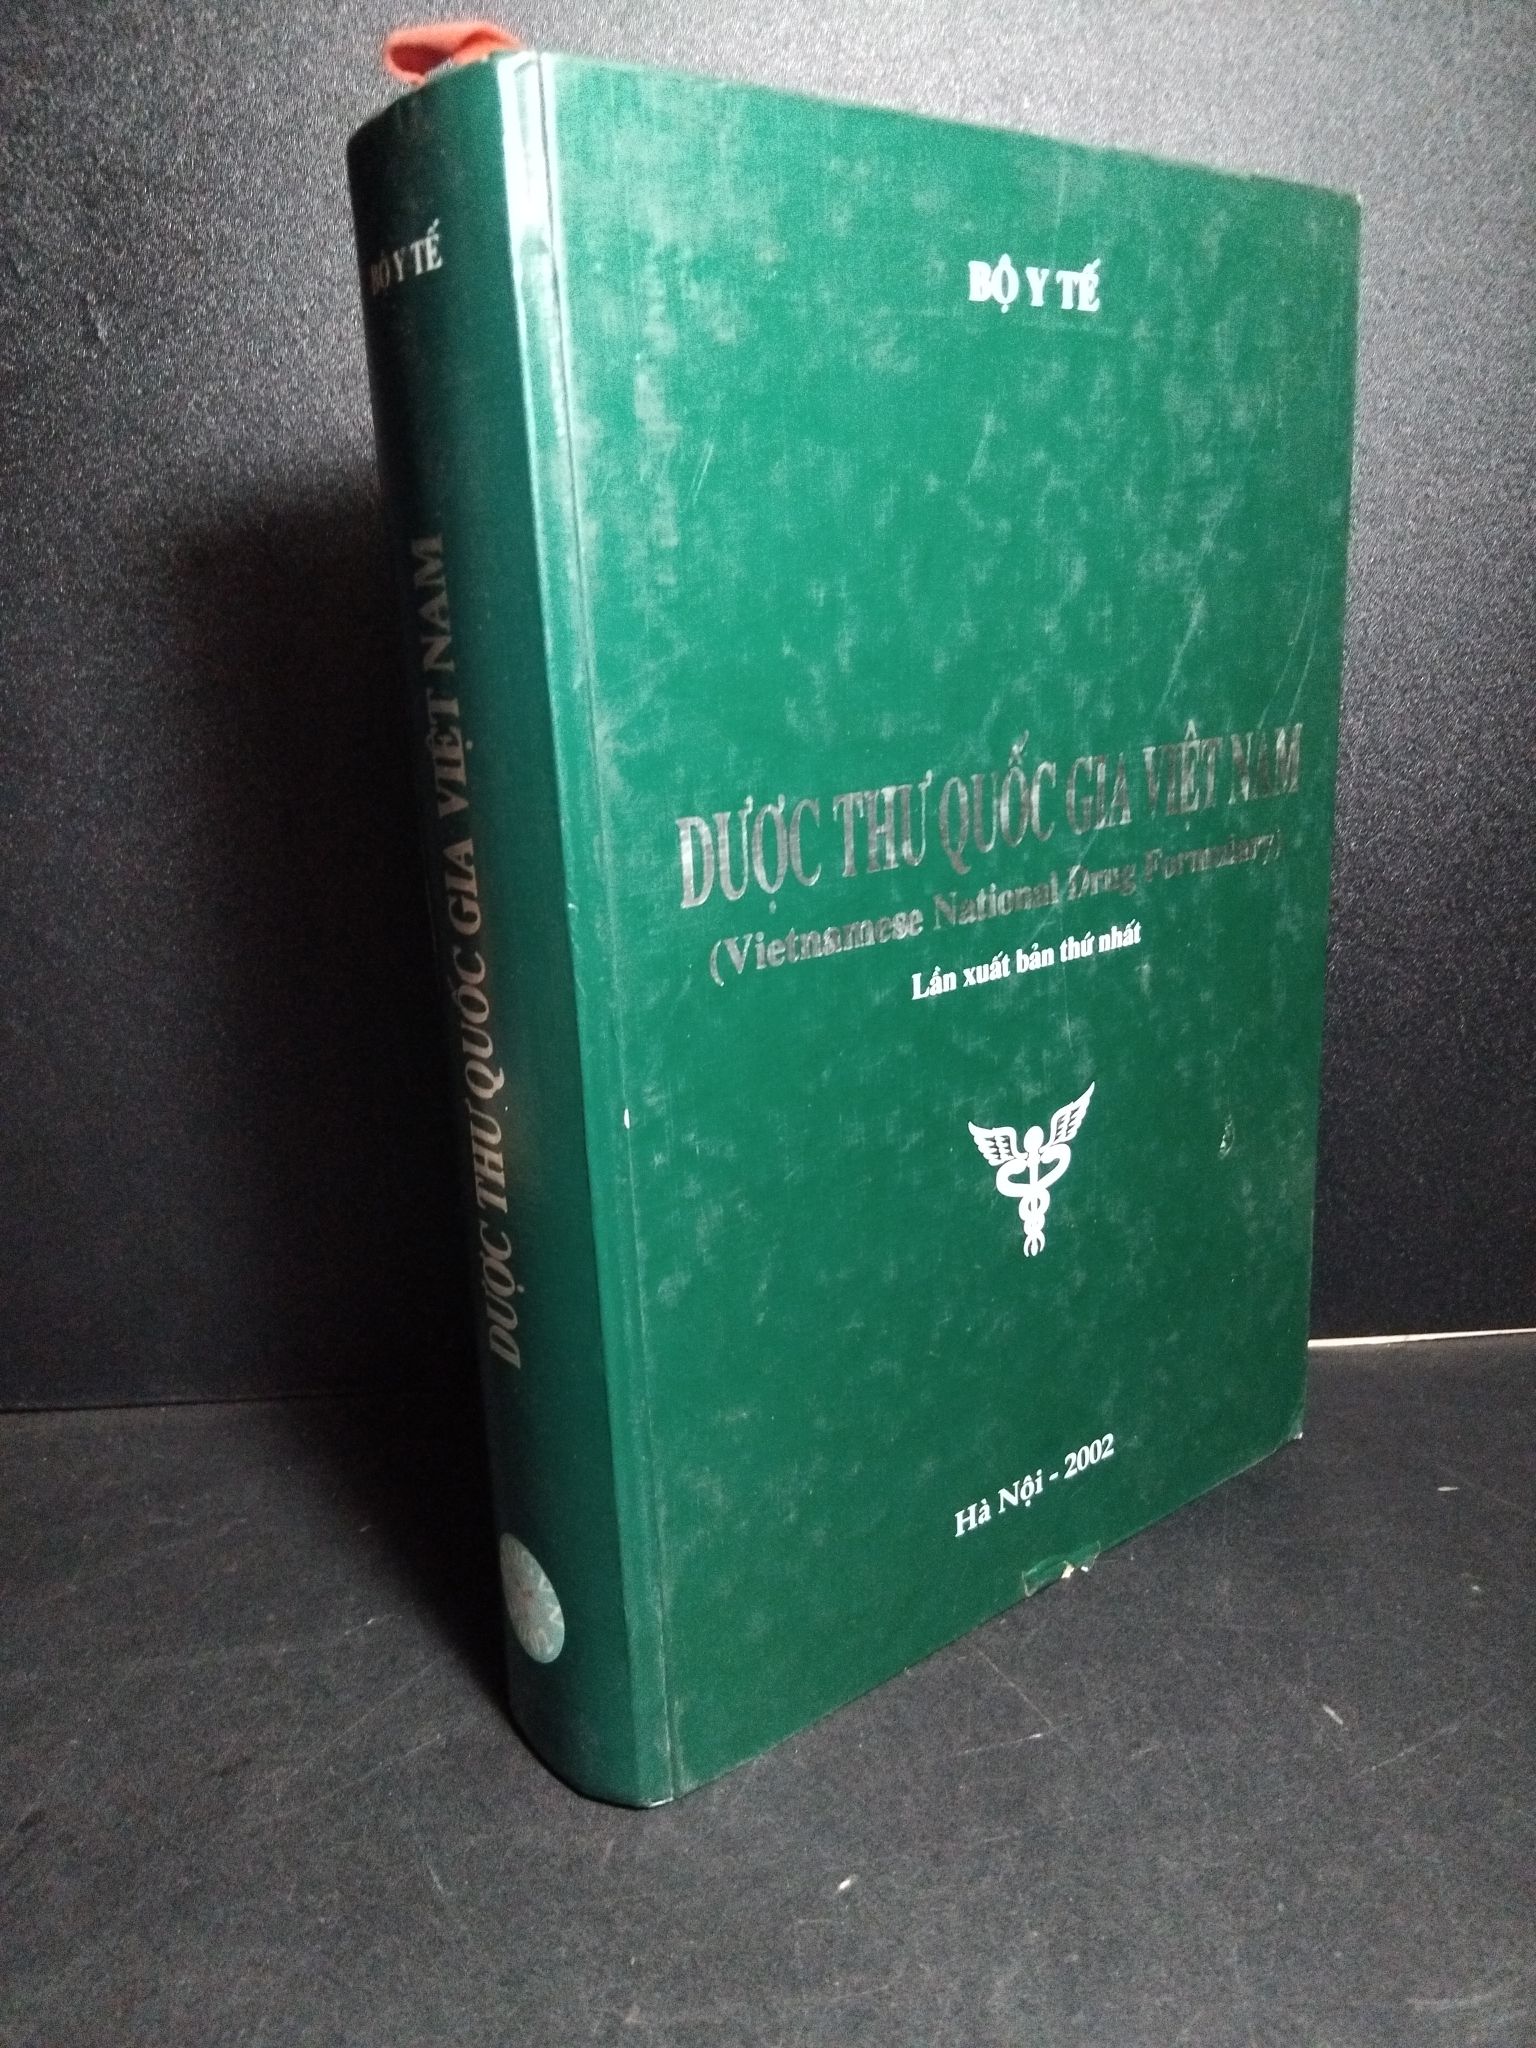 BỘ Y TẾ
DƯỢC THƯ QUỐC GIA VIỆT NAM
BỘ Y TẾ
DƯỢC THƯ QUỐC GIA VIỆT NAM
(Vietnamese National Drug Formulary)
Lần xuất bản thứ nhất
Hà Nội - 2002